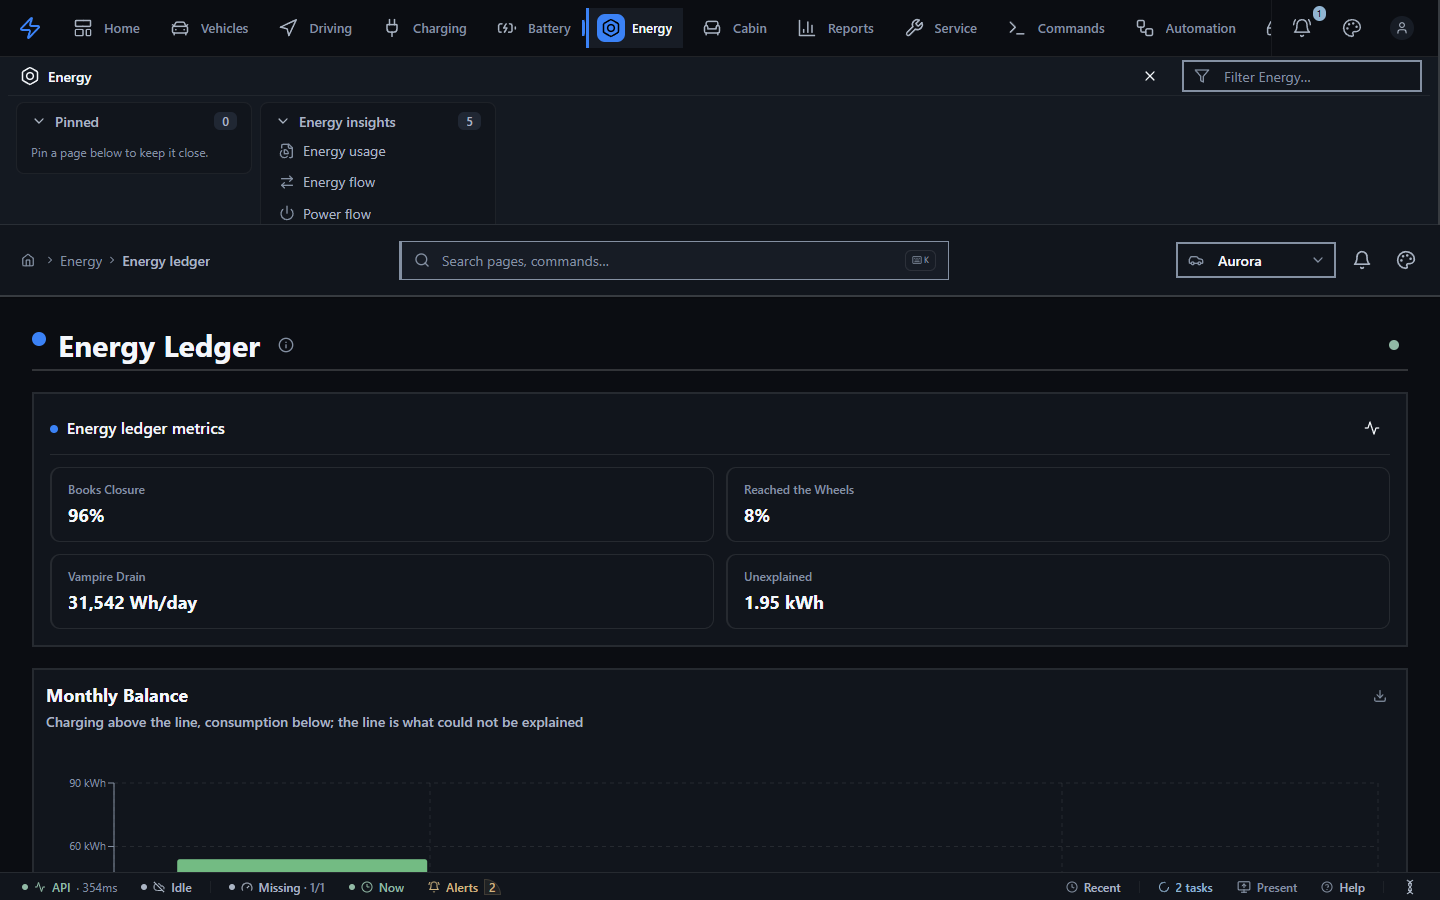 Home
Vehicles
Driving
Charging
Battery
Energy
Cabin
Reports
Service
Commands
Automation
1
Energy
Filter Energy...
Pinned
0
Pin a page below to keep it close.
Energy insights
5
Energy usage
Energy flow
Power flow
Energy
Energy ledger
Search pages, commands...
K
Aurora
Energy Ledger
Energy ledger metrics
Books Closure
96%
Reached the Wheels
8%
Vampire Drain
31,542 Wh/day
Unexplained
1.95 kWh
Monthly Balance
Charging above the line, consumption below; the line is what could not be explained
90 kWh
60 kWh
API · 354ms
Idle
Missing · 1/1
Now
Alerts 2
Recent
2 tasks
Present
Help